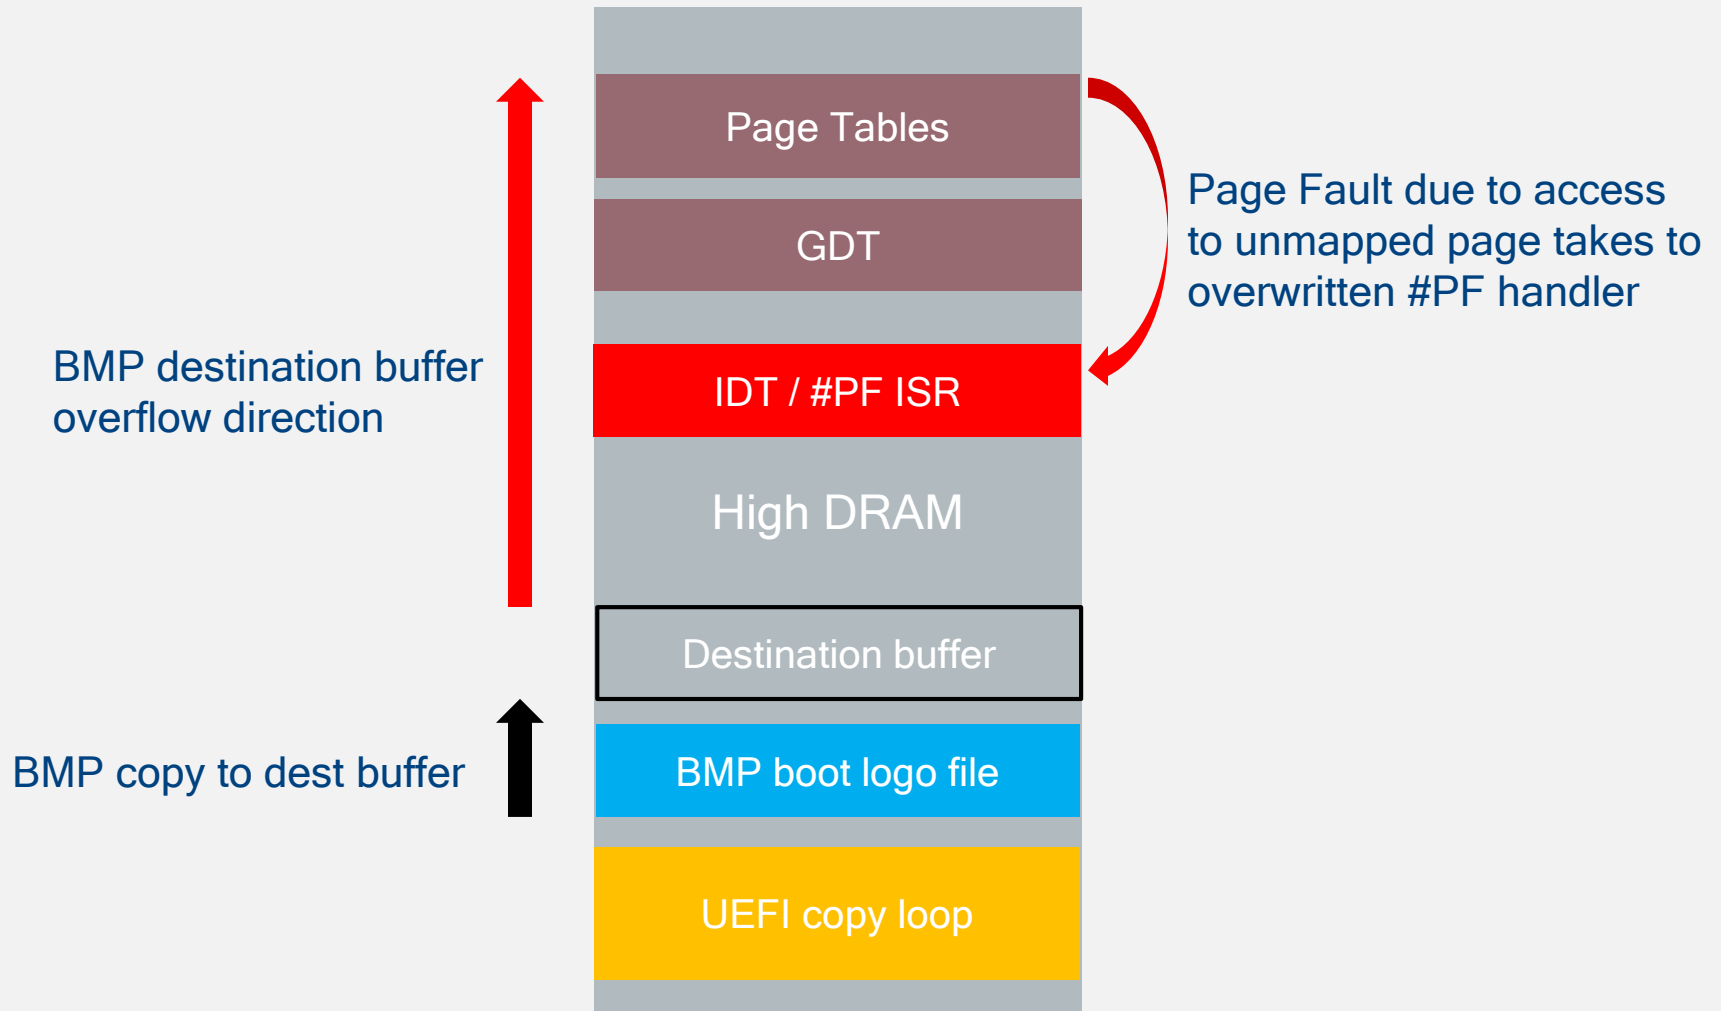 Page Tables
GDT
Page Fault due to access
to unmapped page takes to
overwritten #PF handler
BMP destination buffer
overflow direction
IDT / #PF ISR
High DRAM
Destination buffer
BMP copy to dest buffer
BMP boot logo file
UEFI copy loop